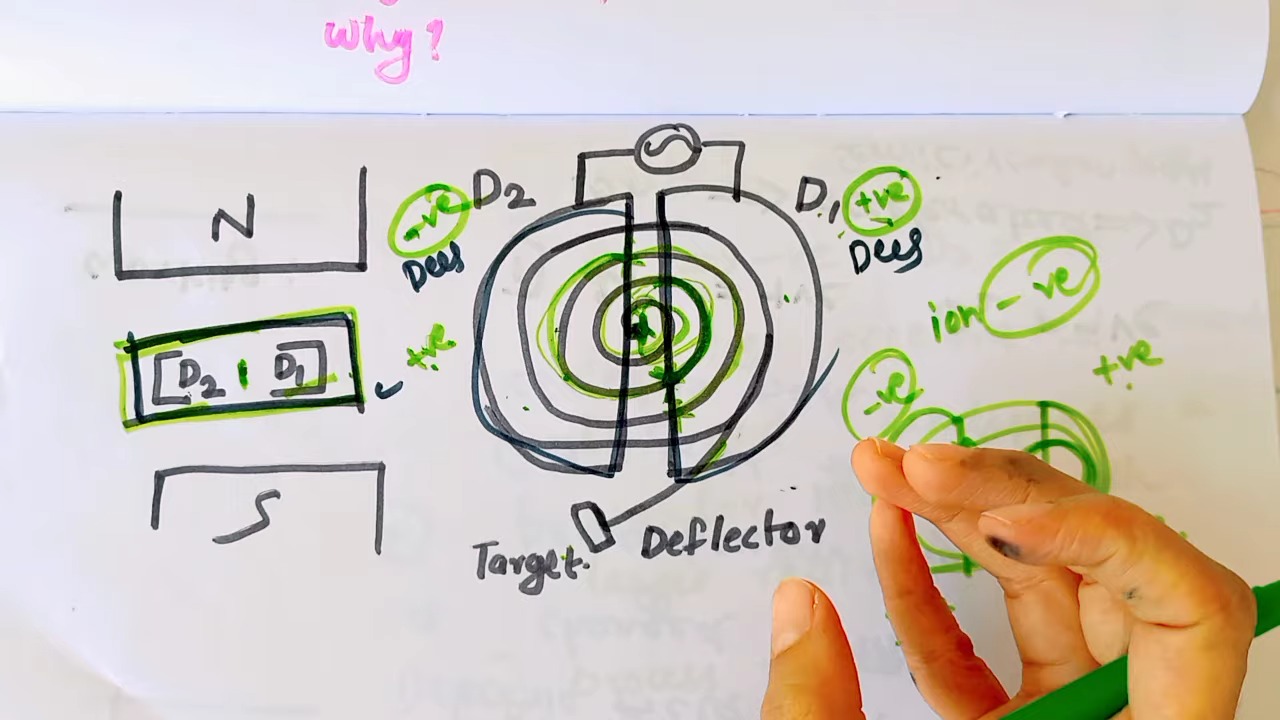 why?
N
-ve
D2
D1
+ve
Dees
Dees
ion -ve
D2
D1
+ve
+ve
-ve
S
Target.
Deflector